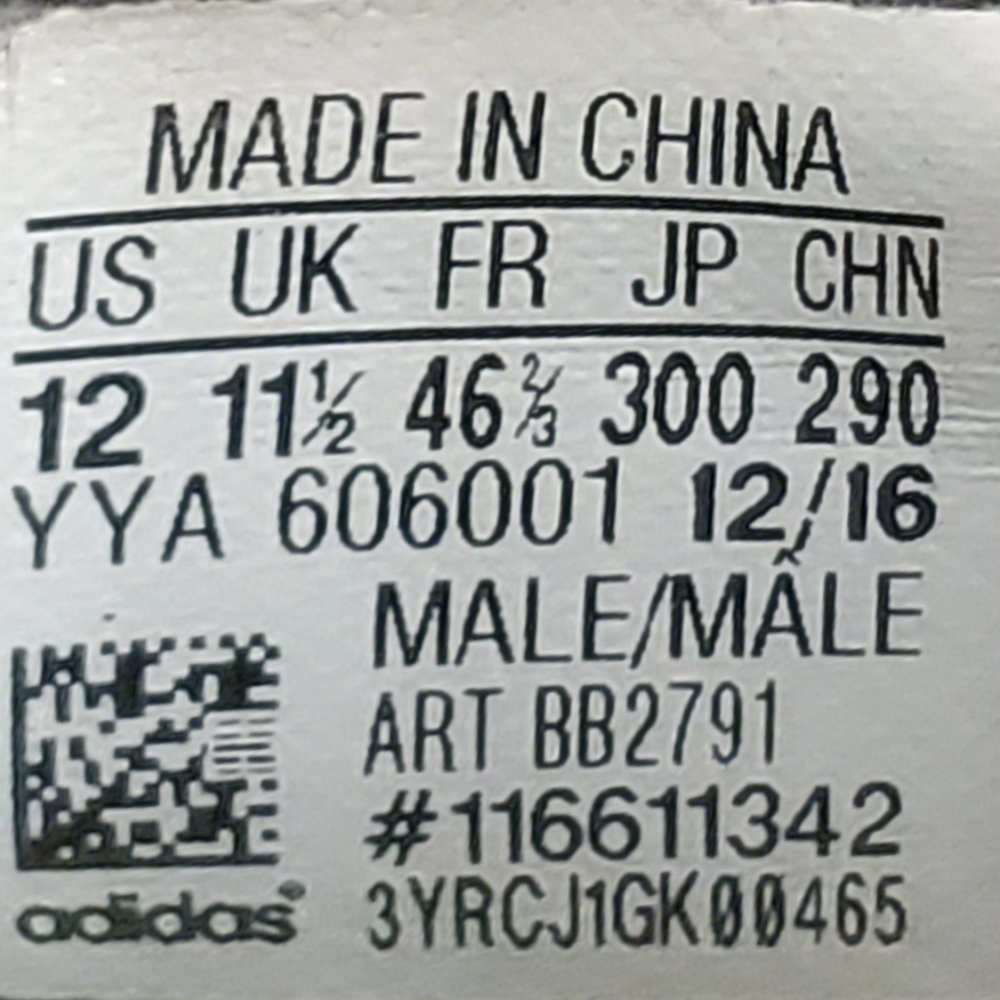 MADE IN CHINA
US UK FR JP CHN
12 11½ 46⅔ 300 290
YYA 606001 12/16
MALE/MÂLE
ART BB2791
#116611342
adidas® 3YRCJ1GK00465